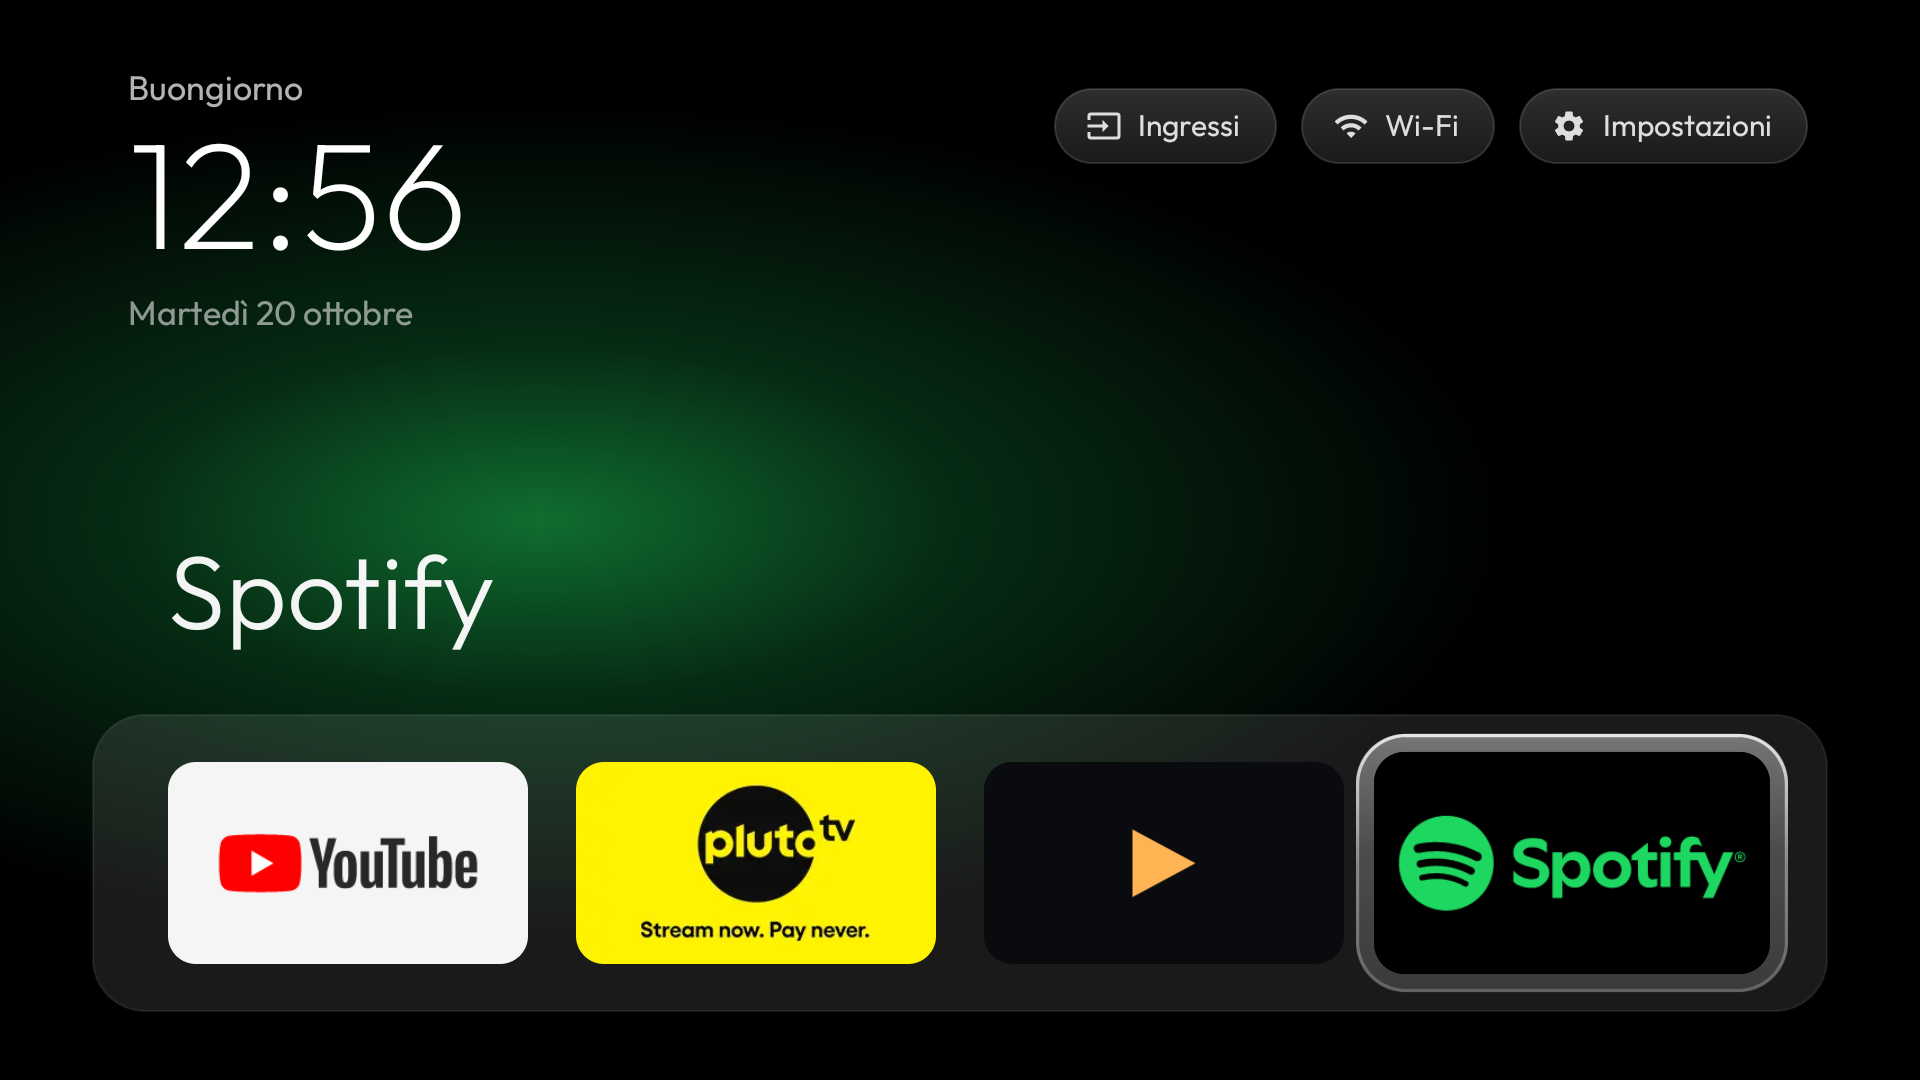 Buongiorno
12:56
Martedì 20 ottobre
Ingressi
Wi-Fi
Impostazioni
Spotify
YouTube
pluto tv
Stream now. Pay never.
Spotify®